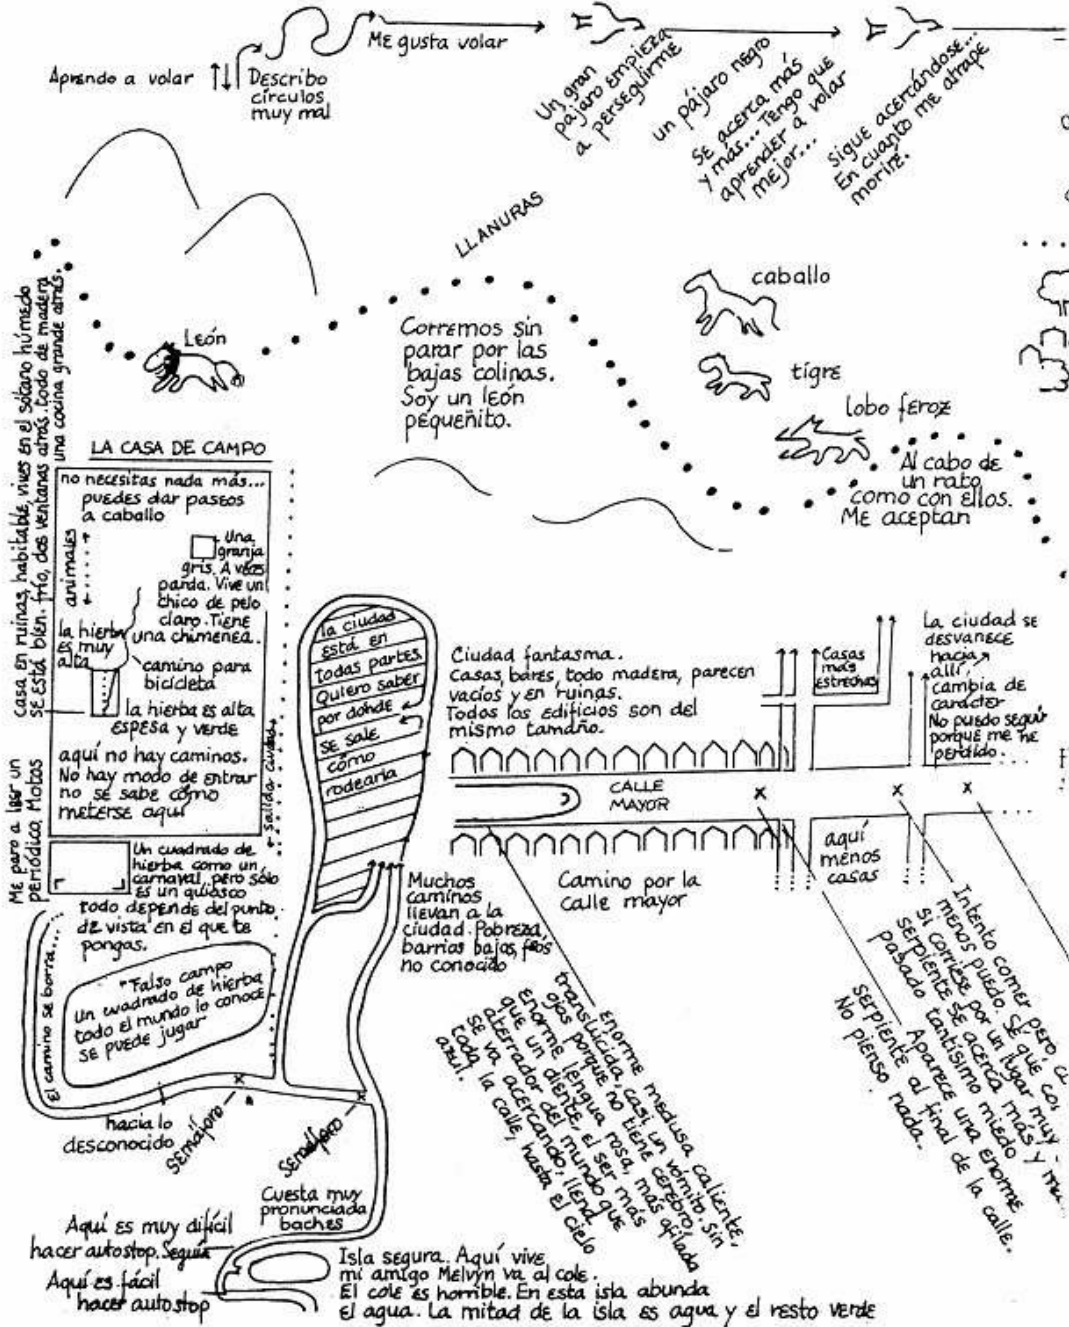 Aprendo a volar
Describo
círculos
muy mal
Me gusta volar
Un gran
pájaro empieza
a perseguirme
un pájaro negro
se acerca más
y más... Tengo que
aprender a volar
mejor...
sigue acercándose...
En cuanto me atrape
moriré.
LLANURAS
León
Corremos sin
parar por las
bajas colinas.
Soy un león
pequeñito.
caballo
tigre
lobo feroz
Al cabo de
un rato
como con ellos.
Me aceptan
Casa en ruinas, habitable, vives en el sótano húmedo
se está bien. frío, dos ventanas atrás. todo de madera
una cocina grande atrás.
LA CASA DE CAMPO
no necesitas nada más...
puedes dar paseos
a caballo
animales
Una
granja
gris. A veces
parda. Vive un
chico de pelo
claro. Tiene
una chimenea.
la hierba
es muy
alta
camino para
bicicleta
la hierba es alta
espesa y verde
aquí no hay caminos.
No hay modo de entrar
no se sabe cómo
meterse aquí
salida ciudad
Me paro a leer un
periódico. Motos
Un cuadrado de
hierba como un
carnaval, pero sólo
es un quiosco
todo depende del punto
de vista en el que te
pongas.
El camino se borra...
"Falso campo
Un cuadrado de hierba
todo el mundo lo conoce
se puede jugar
hacia lo
desconocido
Semáforo
Semáforo
la ciudad
está en
todas partes
Quiero saber
por dónde
se sale
cómo
rodearla
Muchos
caminos
llevan a la
ciudad. Pobreza,
barrios bajos, feos
no conocido
Ciudad fantasma.
Casas, bares, todo madera, parecen
vacíos y en ruinas.
Todos los edificios son del
mismo tamaño.
CALLE
MAYOR
Camino por la
calle mayor
Casas
más
estrechas
La ciudad se
desvanece
hacia
allí,
cambia de
carácter
No puedo seguir
porque me he
perdido.
aquí
menos
casas
enorme medusa caliente,
translúcida, casi un vómito sin
ojos porque no tiene cerebro, sin
enorme lengua rosa, más afilada
que un diente, el ser más
aterrador del mundo que
se va acercando, llena
toda la calle, hasta el cielo
azul.
Aparece una enorme
serpiente al final de la calle.
No pienso nada.
Intento comer pero, cu
menos puedo. Sé que co
si corriese por un lugar muy
serpiente se acerca más y
pasado tantísimo miedo
Cuesta muy
pronunciada
baches
Aquí es muy difícil
hacer autostop. Seguía
Aquí es fácil
hacer autostop
Isla segura. Aquí vive
mi amigo Melvyn va al cole.
El cole es horrible. En esta isla abunda
el agua. La mitad de la isla es agua y el resto verde